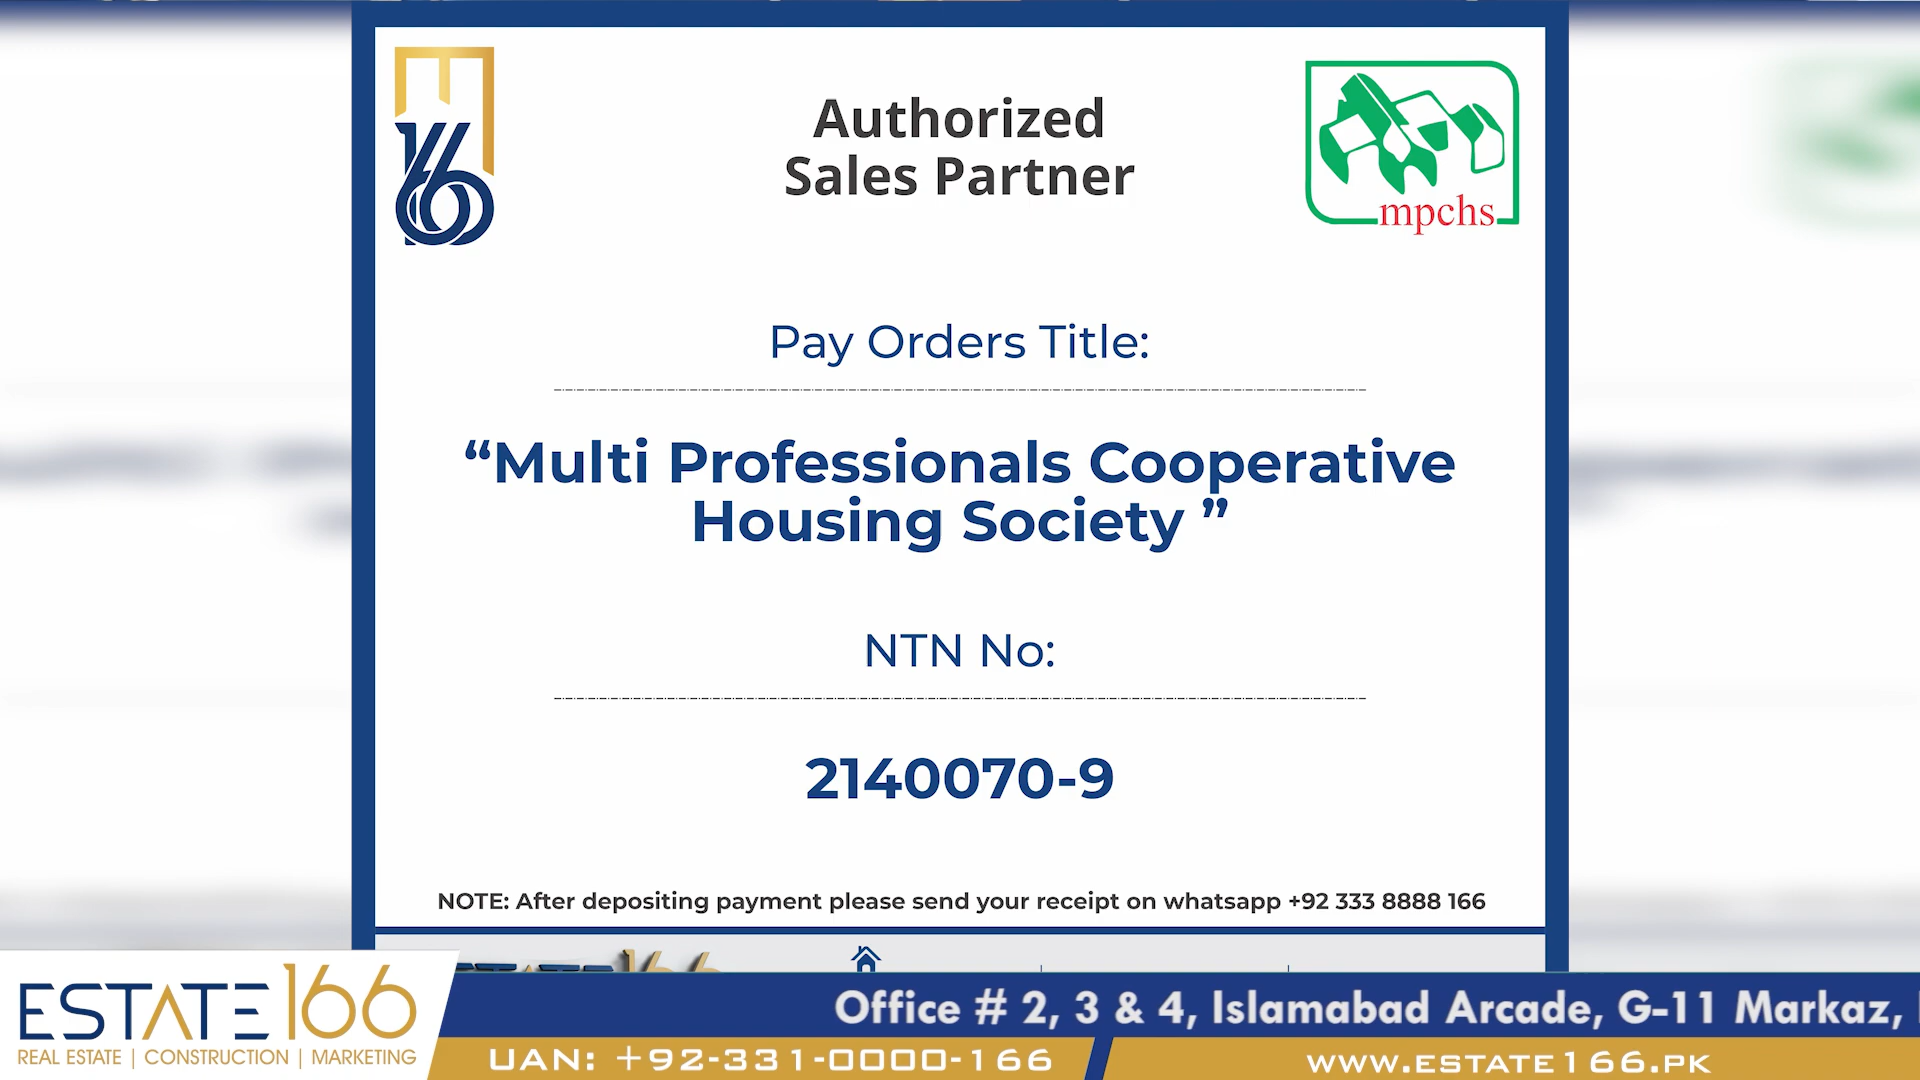 Authorized
Sales Partner
mpchs
Pay Orders Title:
“Multi Professionals Cooperative
Housing Society ”
NTN No:
2140070-9
NOTE: After depositing payment please send your receipt on whatsapp +92 333 8888 166
ESTATE166
REAL ESTATE | CONSTRUCTION | MARKETING
Office # 2, 3 & 4, Islamabad Arcade, G-11 Markaz,
UAN: +92-331-0000-166
WWW.ESTATE166.PK